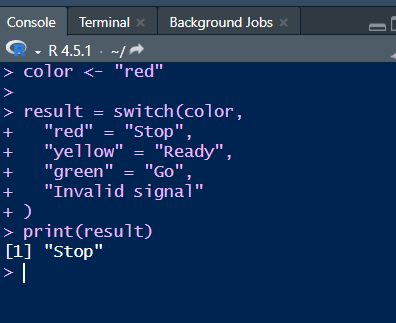 Console Terminal × Background Jobs ×
R R 4.5.1 · ~/
> color <- "red"
>
> result = switch(color,
+   "red" = "Stop",
+   "yellow" = "Ready",
+   "green" = "Go",
+   "Invalid signal"
+ )
> print(result)
[1] "Stop"
>